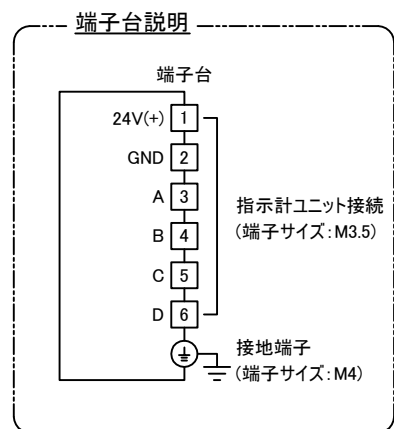 端子台説明
端子台
24V(+) 1
GND 2
A 3
B 4
C 5
D 6
指示計ユニット接続
(端子サイズ:M3.5)
接地端子
(端子サイズ:M4)